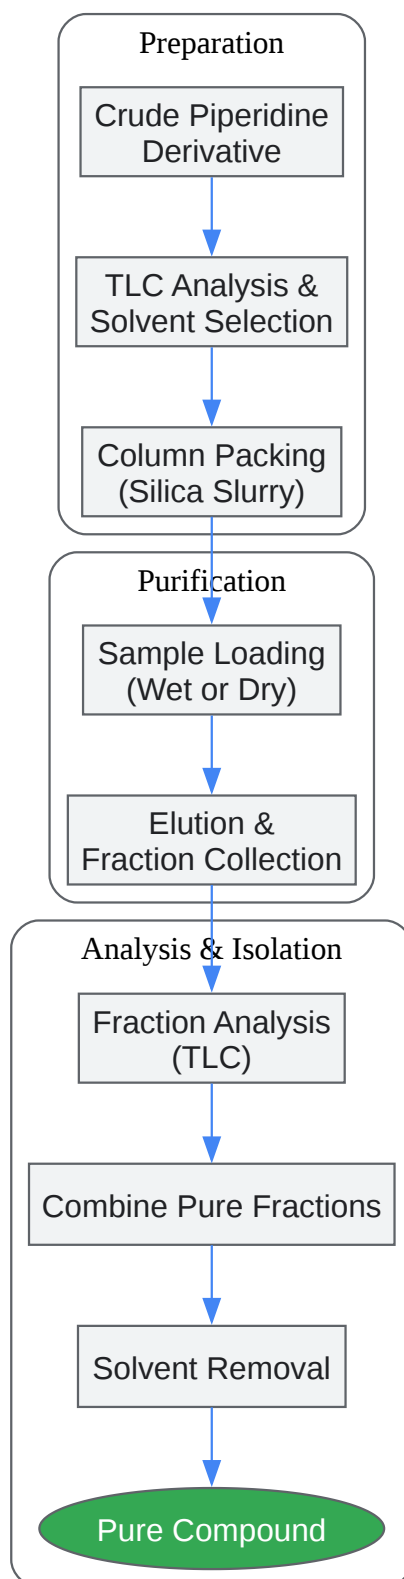 Preparation
Crude Piperidine
Derivative
TLC Analysis &
Solvent Selection
Column Packing
(Silica Slurry)
Purification
Sample Loading
(Wet or Dry)
Elution &
Fraction Collection
Analysis & Isolation
Fraction Analysis
(TLC)
Combine Pure Fractions
Solvent Removal
Pure Compound